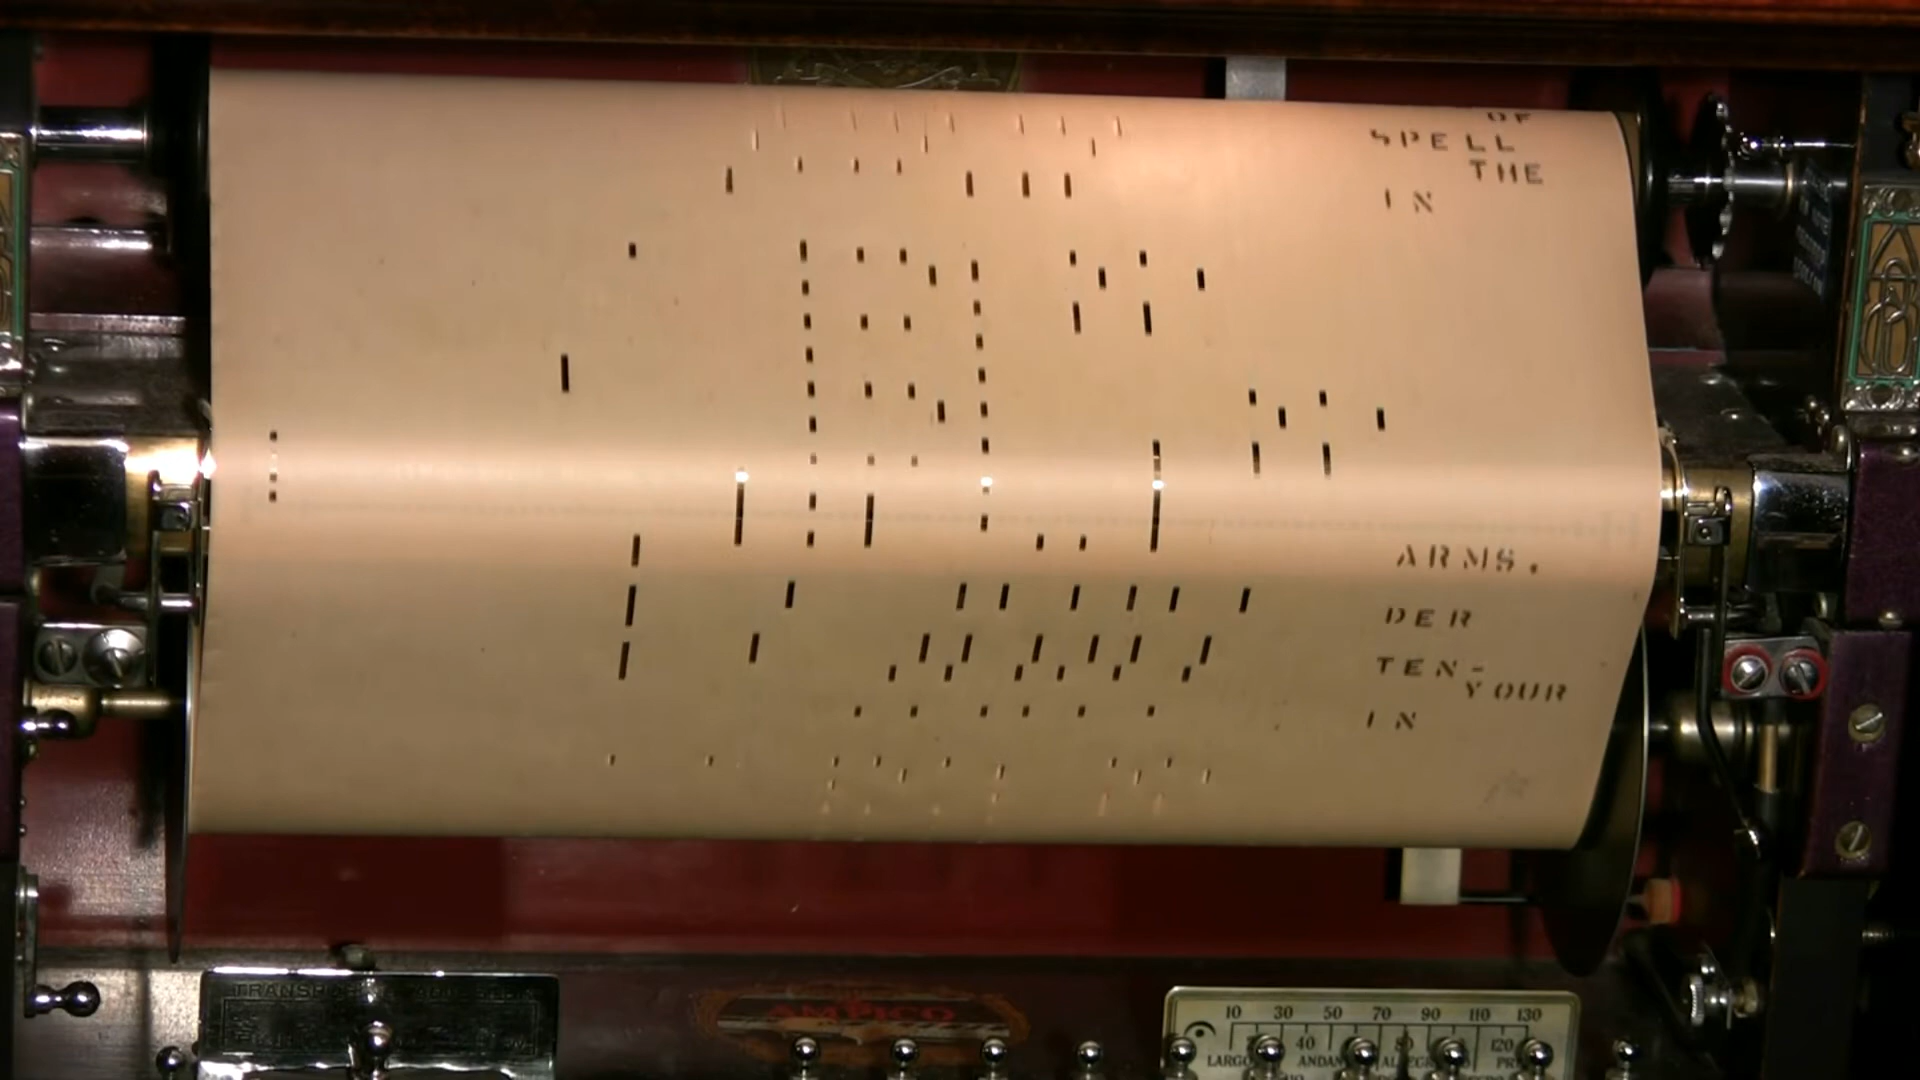 OF
SPELL
THE
IN
ARMS.
DER
TEN-
YOUR
IN
AMPICO
10 30 50 70 90 110 130
40 80 120
LARGO